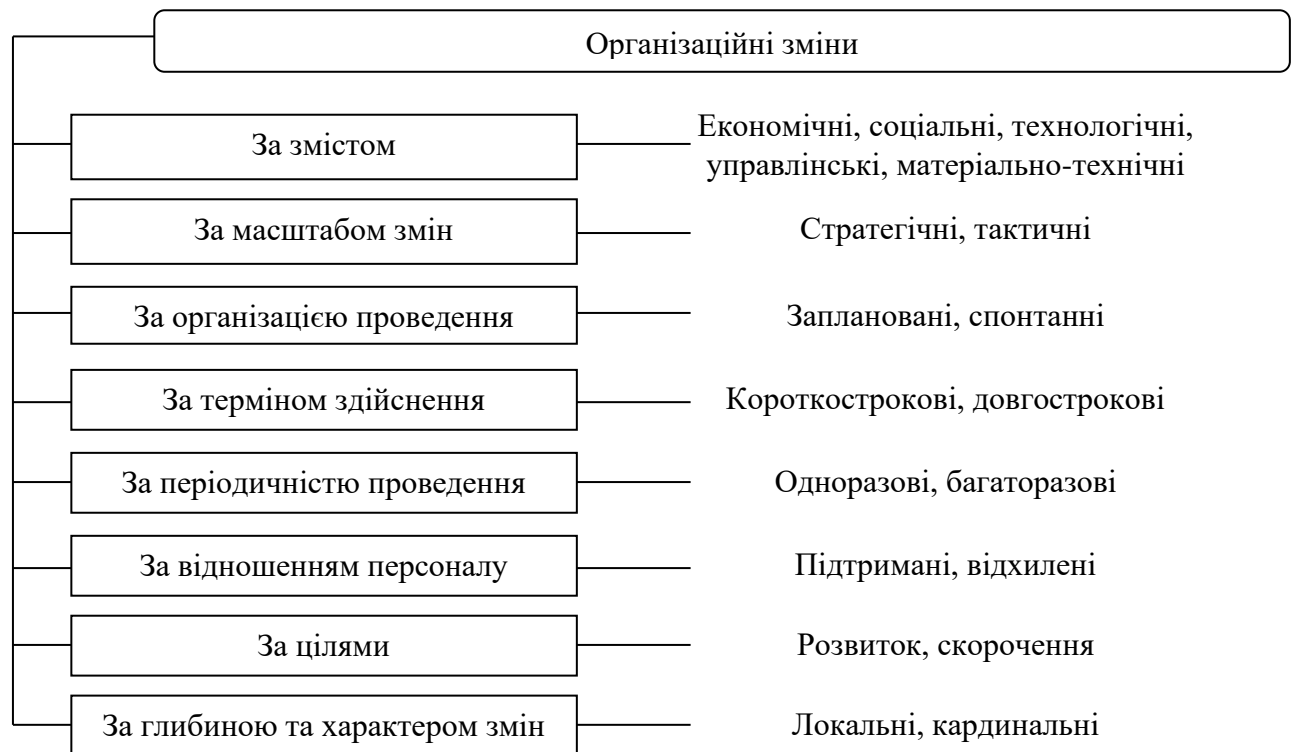 Організаційні зміни
За змістом
Економічні, соціальні, технологічні,
управлінські, матеріально-технічні
За масштабом змін
Стратегічні, тактичні
За організацією проведення
Заплановані, спонтанні
За терміном здійснення
Короткострокові, довгострокові
За періодичністю проведення
Одноразові, багаторазові
За відношенням персоналу
Підтримані, відхилені
За цілями
Розвиток, скорочення
За глибиною та характером змін
Локальні, кардинальні